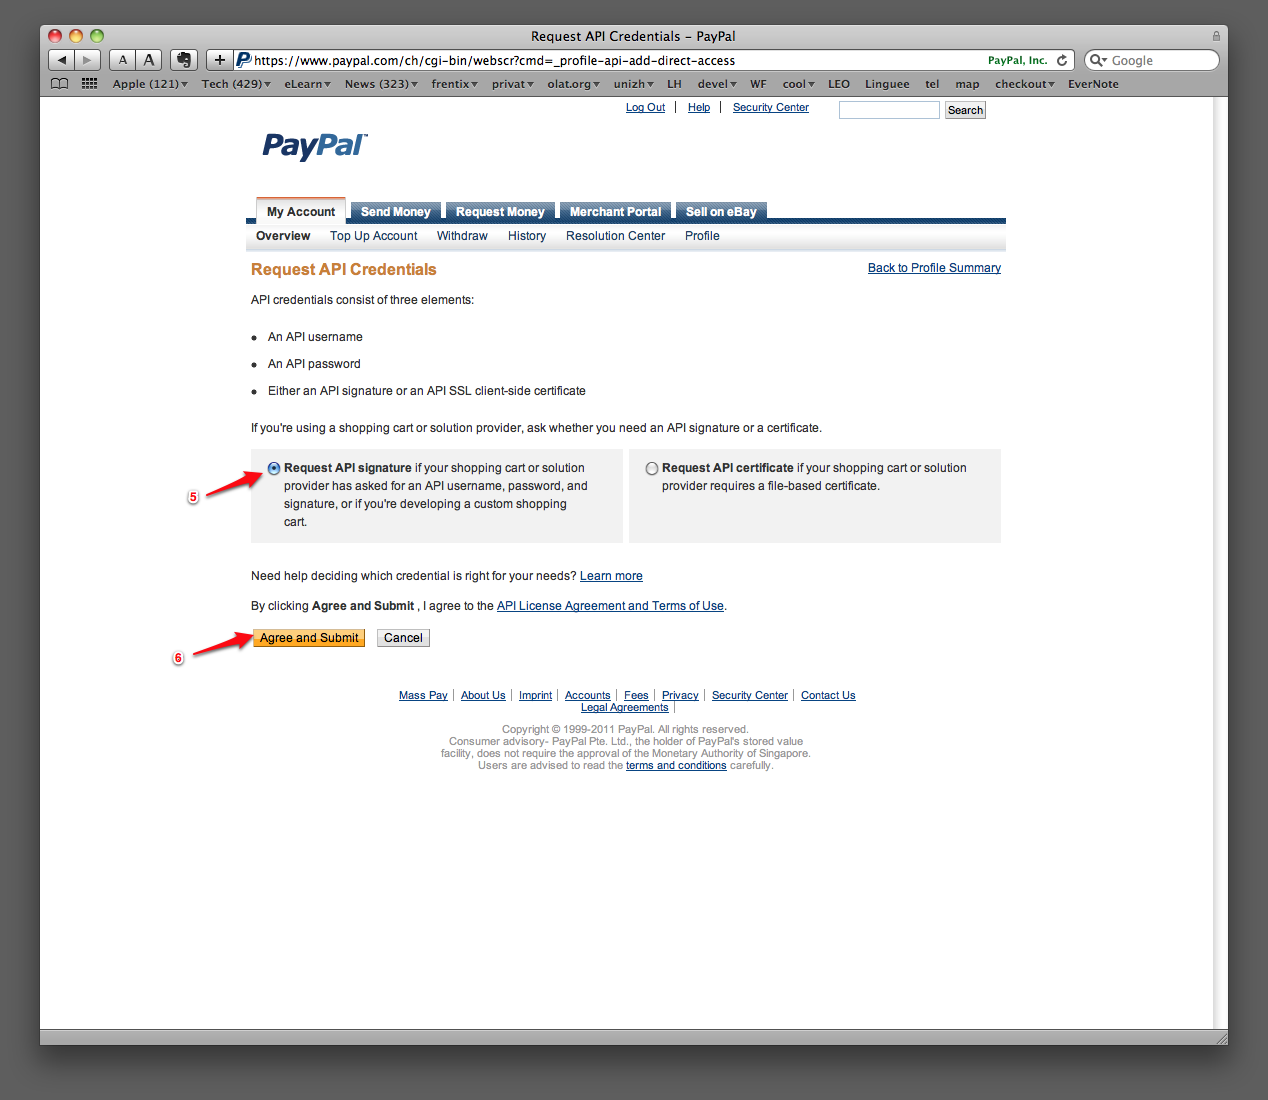 Request API Credentials – PayPal
A A + P https://www.paypal.com/ch/cgi-bin/webscr?cmd=_profile-api-add-direct-access PayPal, Inc. Google
Apple (121) Tech (429) eLearn News (323) frentix privat olat.org unizh LH devel WF cool LEO Linguee tel map checkout EverNote
Log Out | Help | Security Center Search
PayPal™
My Account Send Money Request Money Merchant Portal Sell on eBay
Overview Top Up Account Withdraw History Resolution Center Profile
Request API Credentials Back to Profile Summary
API credentials consist of three elements:
• An API username
• An API password
• Either an API signature or an API SSL client-side certificate
If you're using a shopping cart or solution provider, ask whether you need an API signature or a certificate.
5
Request API signature if your shopping cart or solution
provider has asked for an API username, password, and
signature, or if you're developing a custom shopping
cart.
Request API certificate if your shopping cart or solution
provider requires a file-based certificate.
Need help deciding which credential is right for your needs? Learn more
By clicking Agree and Submit , I agree to the API License Agreement and Terms of Use.
6 Agree and Submit Cancel
Mass Pay | About Us | Imprint | Accounts | Fees | Privacy | Security Center | Contact Us
Legal Agreements |
Copyright © 1999-2011 PayPal. All rights reserved.
Consumer advisory- PayPal Pte. Ltd., the holder of PayPal's stored value
facility, does not require the approval of the Monetary Authority of Singapore.
Users are advised to read the terms and conditions carefully.